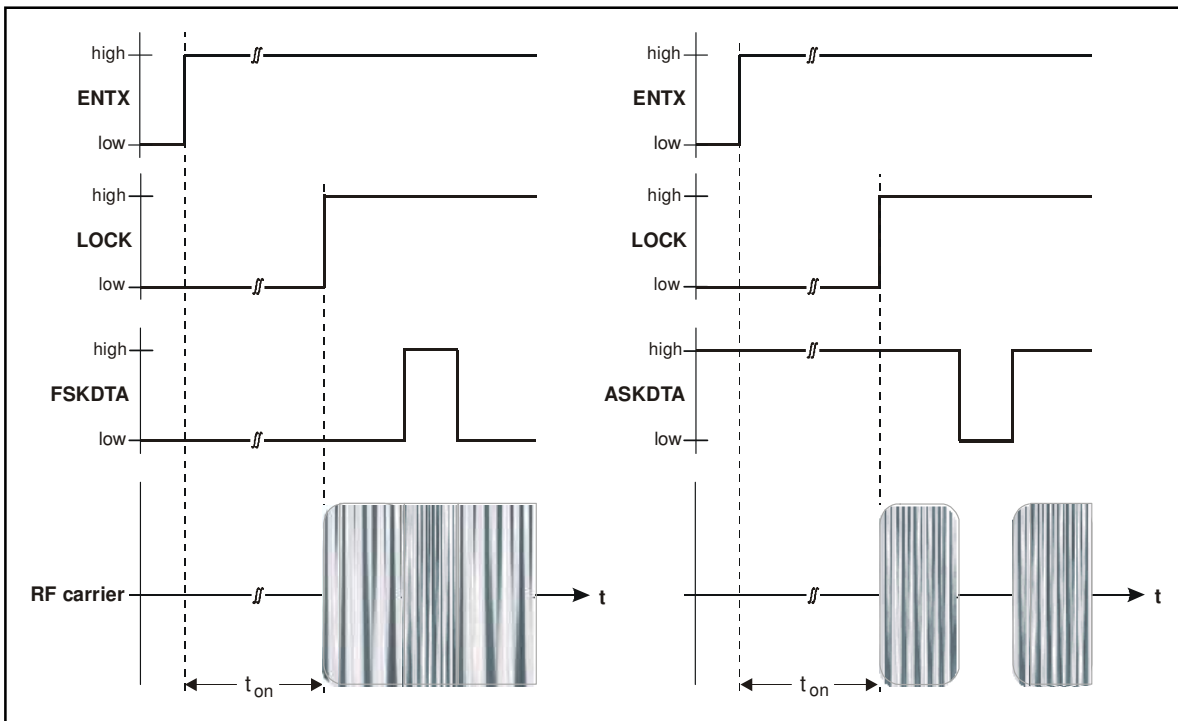 high
ENTX
low
high
LOCK
low
high
FSKDTA
low
RF carrier
t
t on
high
ENTX
low
high
LOCK
low
high
ASKDTA
low
t
t on